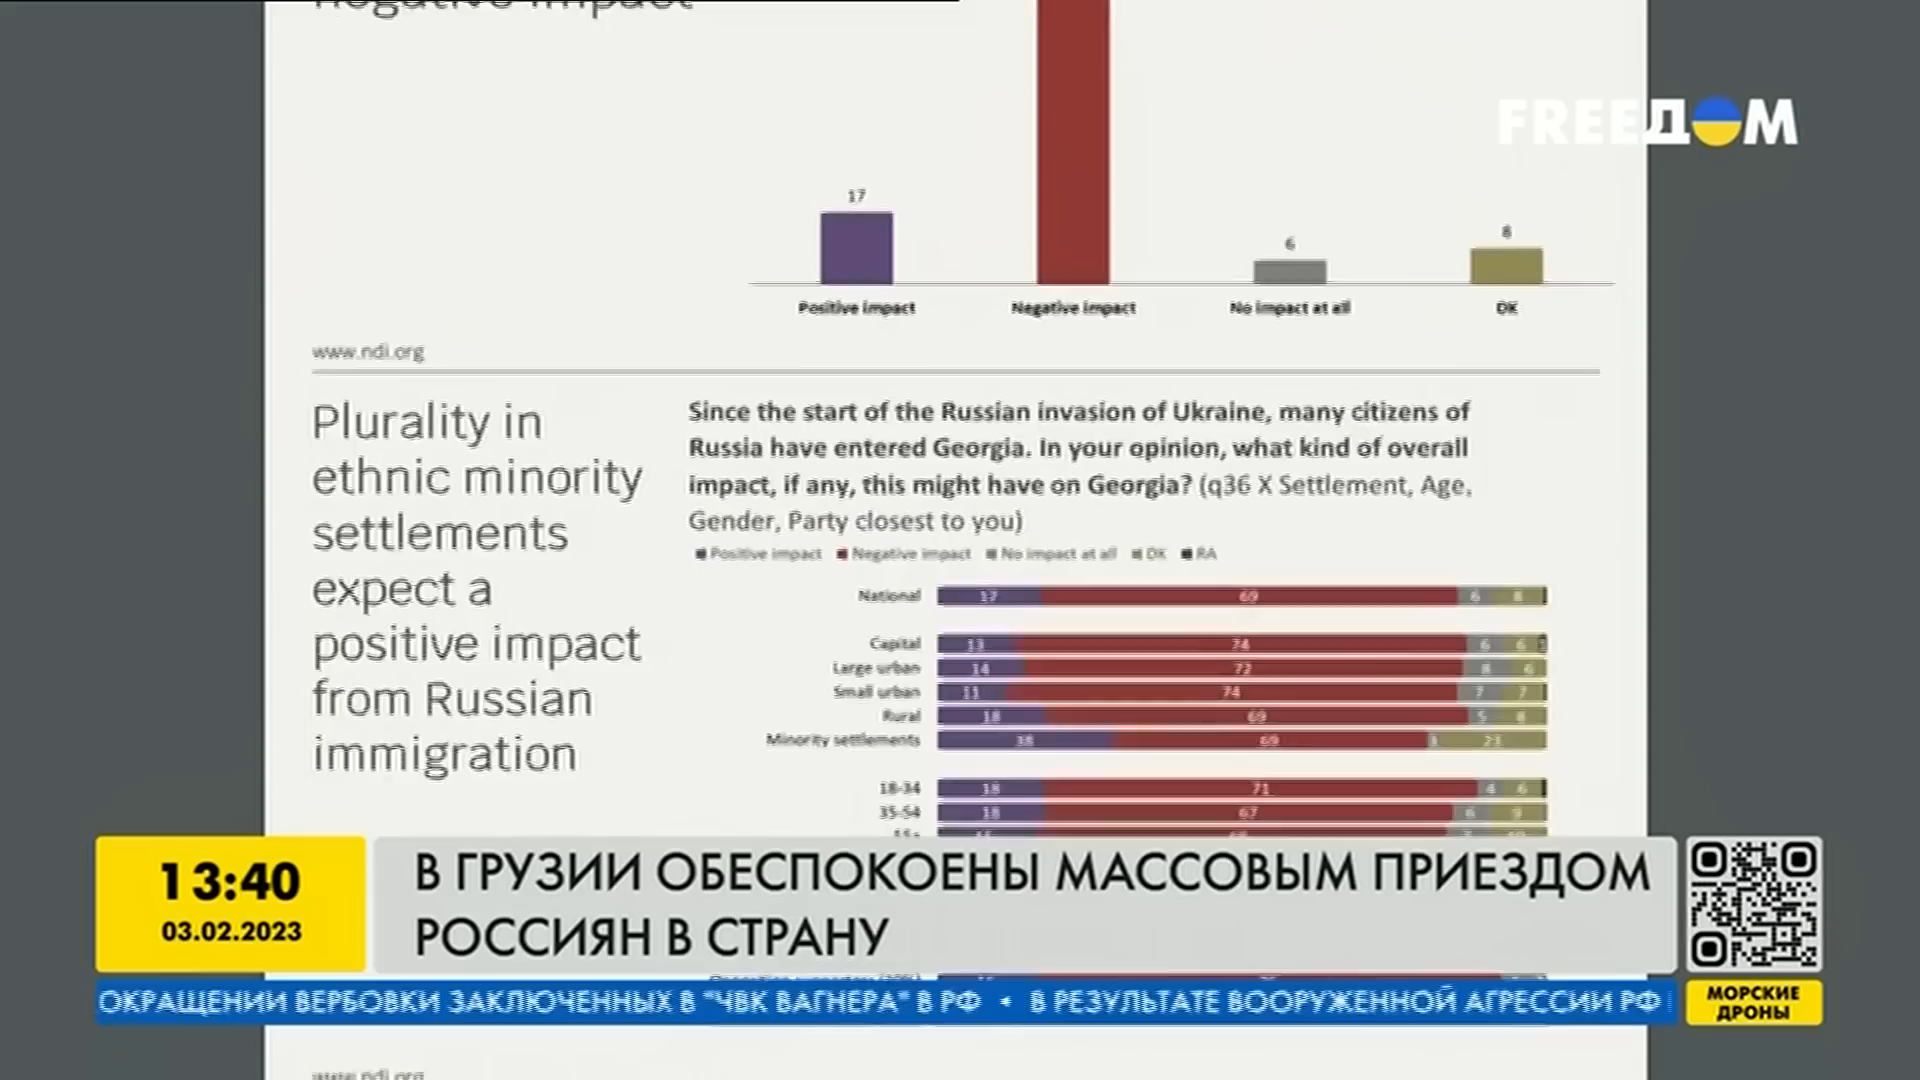 negative impact
FREEДОМ
17
6
8
Positive impact
Negative impact
No impact at all
DK
www.ndi.org
Plurality in
ethnic minority
settlements
expect a
positive impact
from Russian
immigration
Since the start of the Russian invasion of Ukraine, many citizens of
Russia have entered Georgia. In your opinion, what kind of overall
impact, if any, this might have on Georgia? (q36 X Settlement, Age,
Gender, Party closest to you)
Positive impact Negative impact No impact at all DK RA
National 17 69 6 8
Capital 13 74 6 6
Large urban 14 72 8 6
Small urban 11 74 7 7
Rural 18 69 5 8
Minority settlements 38 69 23
18-34 18 71 4 6
35-54 18 67 6 9
13:40
03.02.2023
В ГРУЗИИ ОБЕСПОКОЕНЫ МАССОВЫМ ПРИЕЗДОМ
РОССИЯН В СТРАНУ
ОКРАЩЕНИИ ВЕРБОВКИ ЗАКЛЮЧЕННЫХ В "ЧВК ВАГНЕРА" В РФ • В РЕЗУЛЬТАТЕ ВООРУЖЕННОЙ АГРЕССИИ РФ
МОРСКИЕ
ДРОНЫ
www.ndi.org